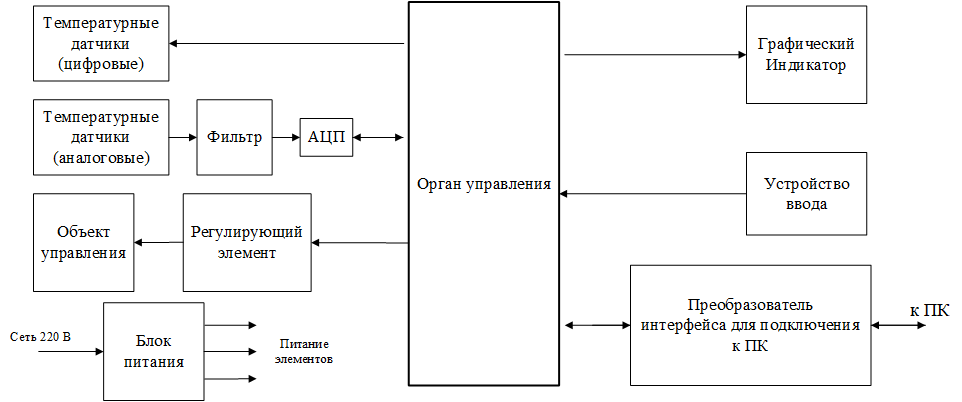 Температурные
датчики
(цифровые)
Температурные
датчики
(аналоговые)
Фильтр
АЦП
Объект
управления
Регулирующий
элемент
Сеть 220 В
Блок
питания
Питание
элементов
Орган управления
Графический
Индикатор
Устройство
ввода
Преобразователь
интерфейса для подключения
к ПК
к ПК